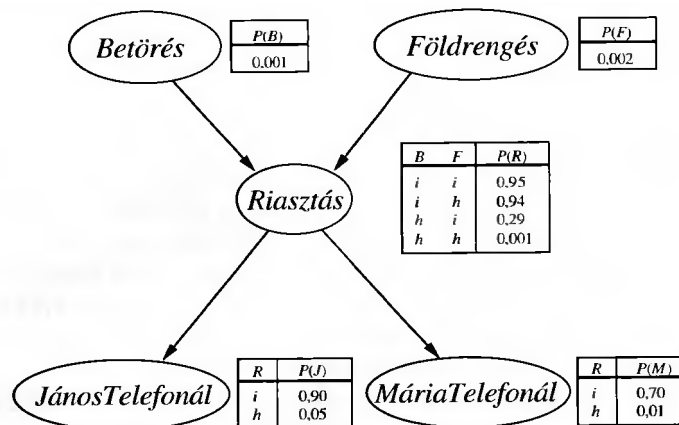 Betörés
P(B)
0,001
Földrengés
P(F)
0,002
Riasztás
B F P(R)
i i 0,95
i h 0,94
h i 0,29
h h 0,001
JánosTelefonál
R P(J)
i 0,90
h 0,05
MáriaTelefonál
R P(M)
i 0,70
h 0,01